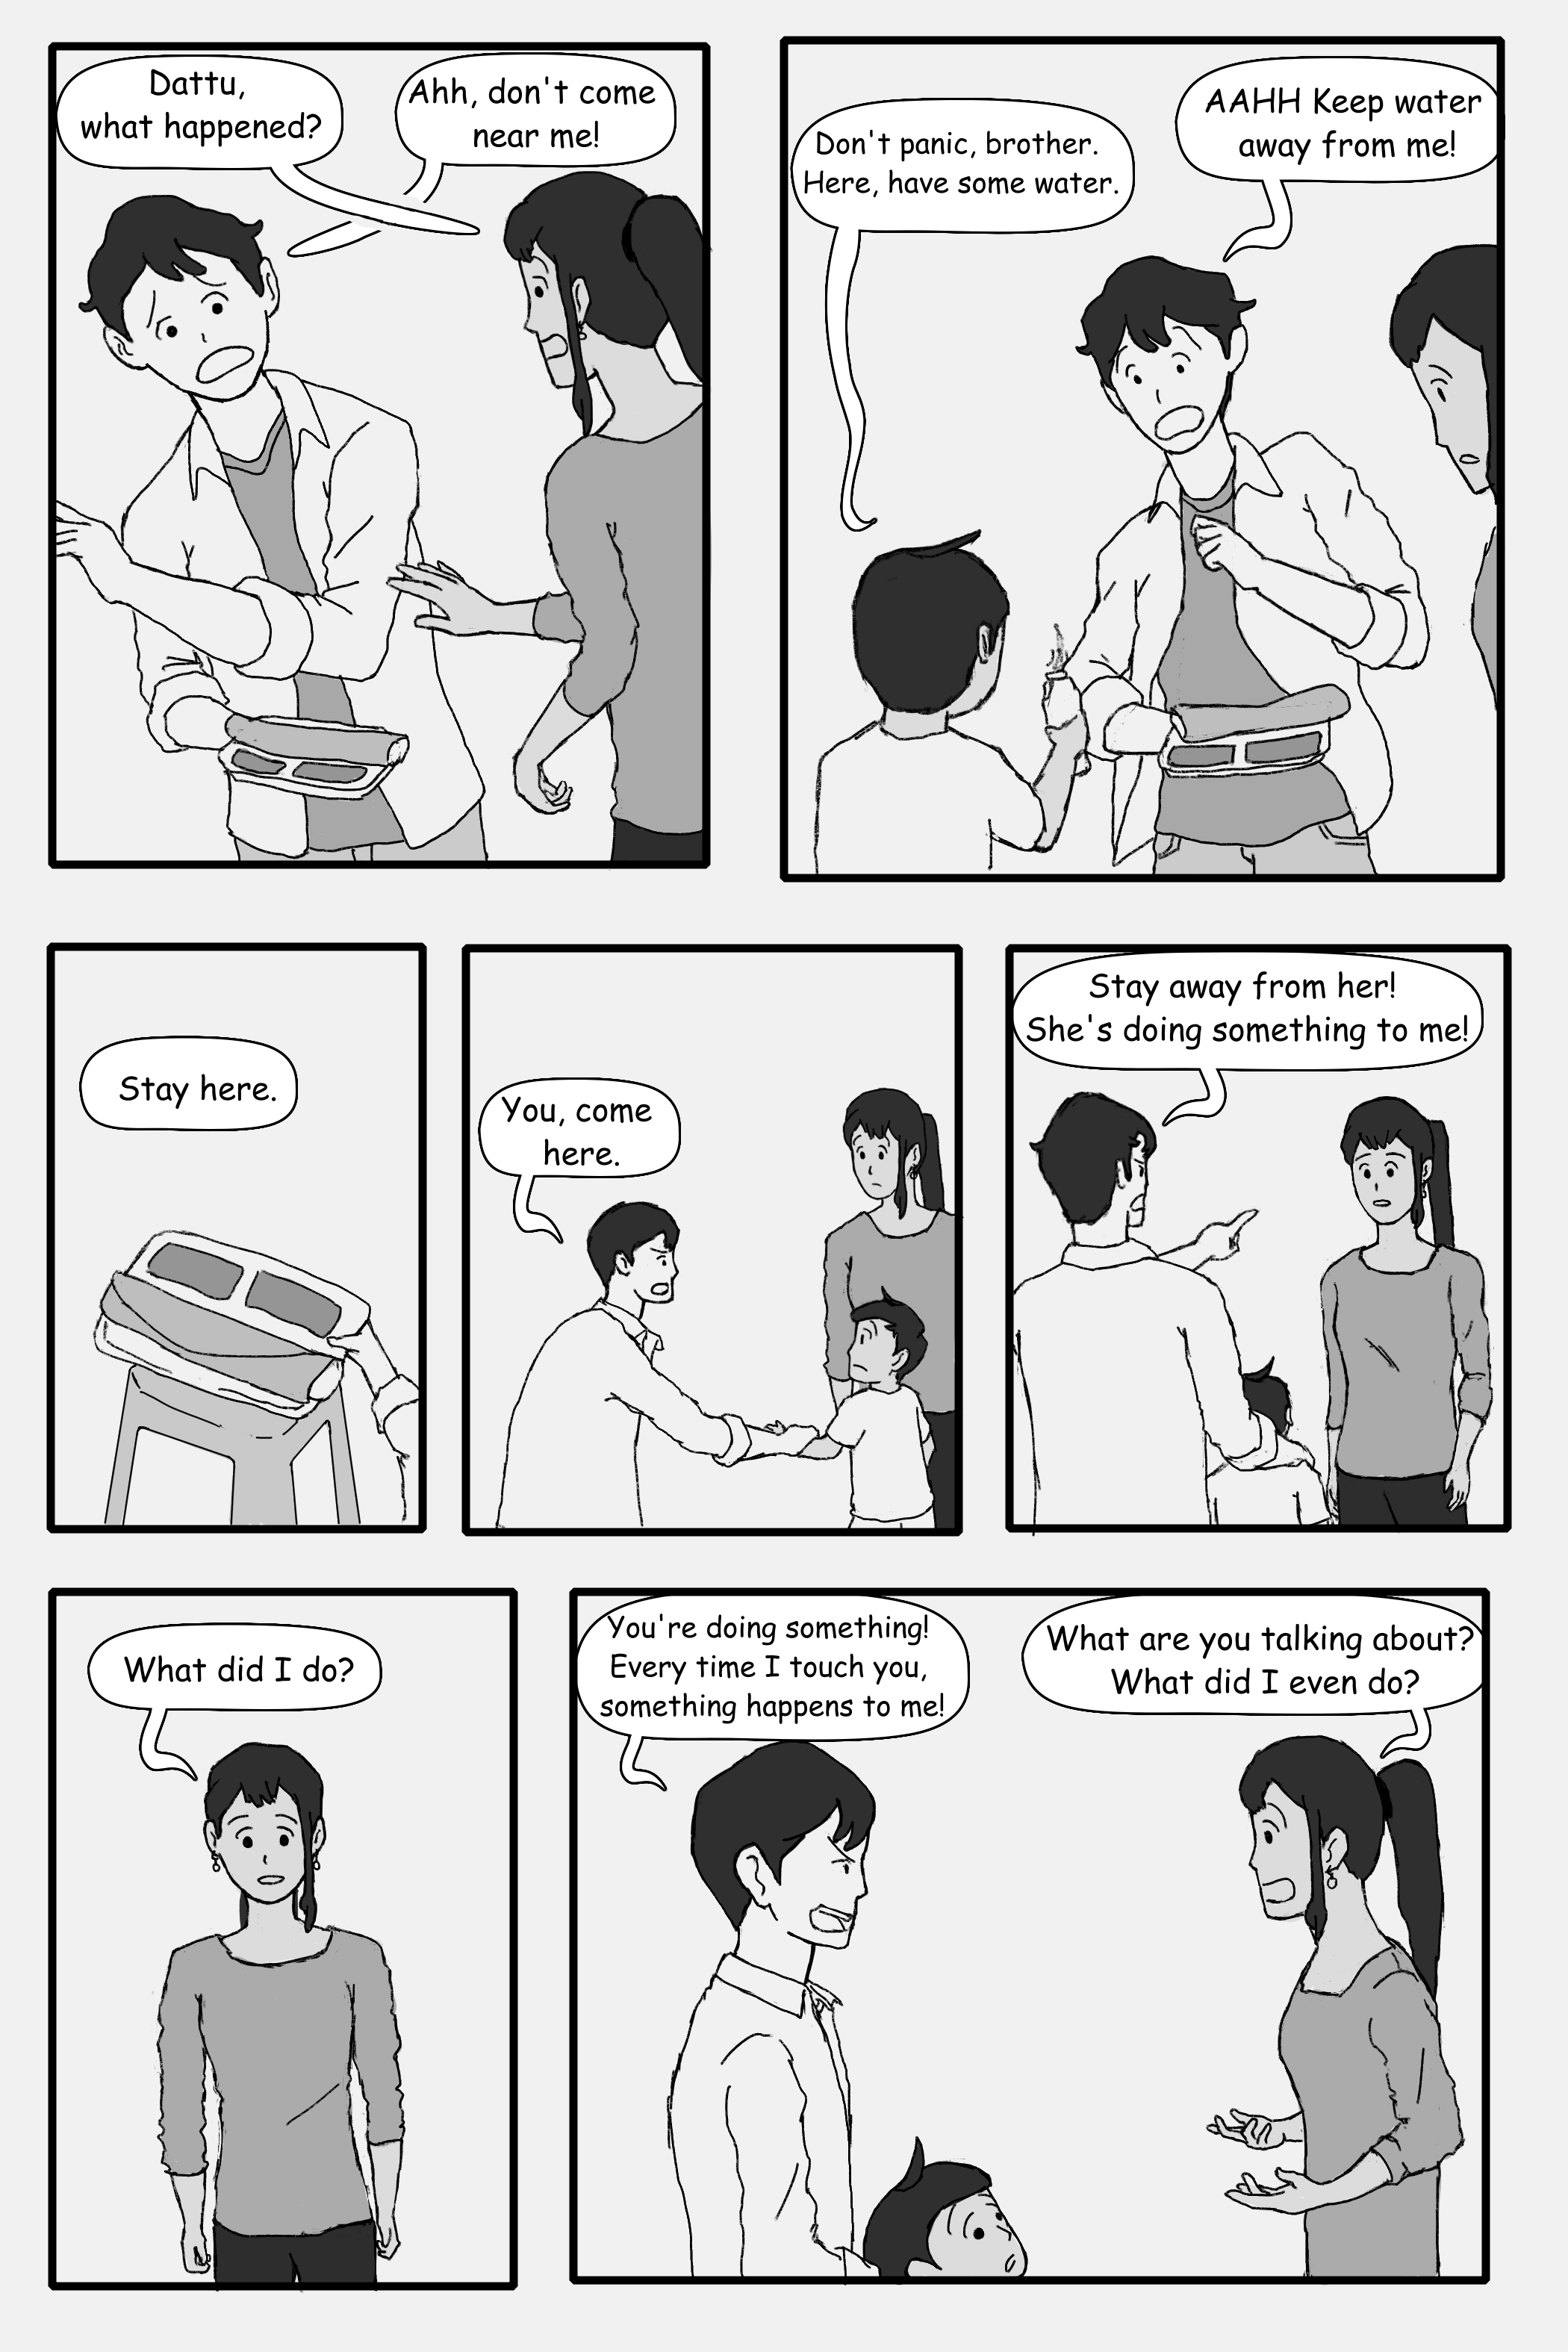 Dattu,
what happened?
Ahh, don't come
near me!
Don't panic, brother.
Here, have some water.
AAHH Keep water
away from me!
Stay here.
You, come
here.
Stay away from her!
She's doing something to me!
What did I do?
You're doing something!
Every time I touch you,
something happens to me!
What are you talking about?
What did I even do?